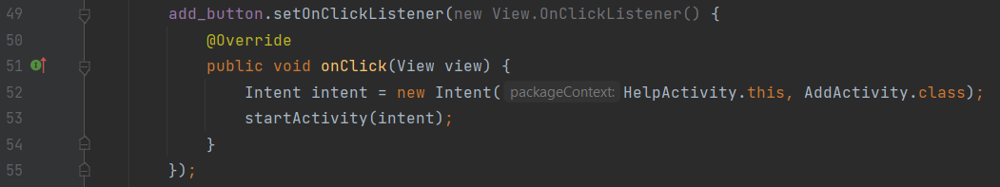 49 add_button.setOnClickListener(new View.OnClickListener() {
50 @Override
51 public void onClick(View view) {
52 Intent intent = new Intent( packageContext: HelpActivity.this, AddActivity.class);
53 startActivity(intent);
54 }
55 });